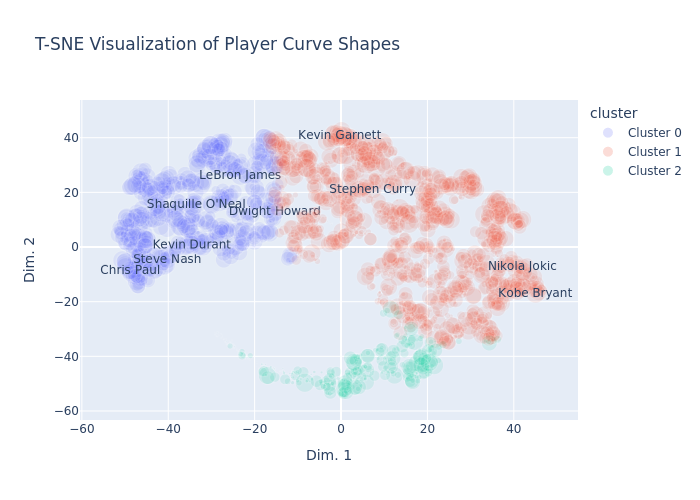 T-SNE Visualization of Player Curve Shapes
cluster
Cluster 0
Cluster 1
Cluster 2
Kevin Garnett
LeBron James
Stephen Curry
Shaquille O'Neal
Dwight Howard
Kevin Durant
Steve Nash
Chris Paul
Nikola Jokic
Kobe Bryant
40
20
0
−20
−40
−60
Dim. 2
−60
−40
−20
0
20
40
Dim. 1